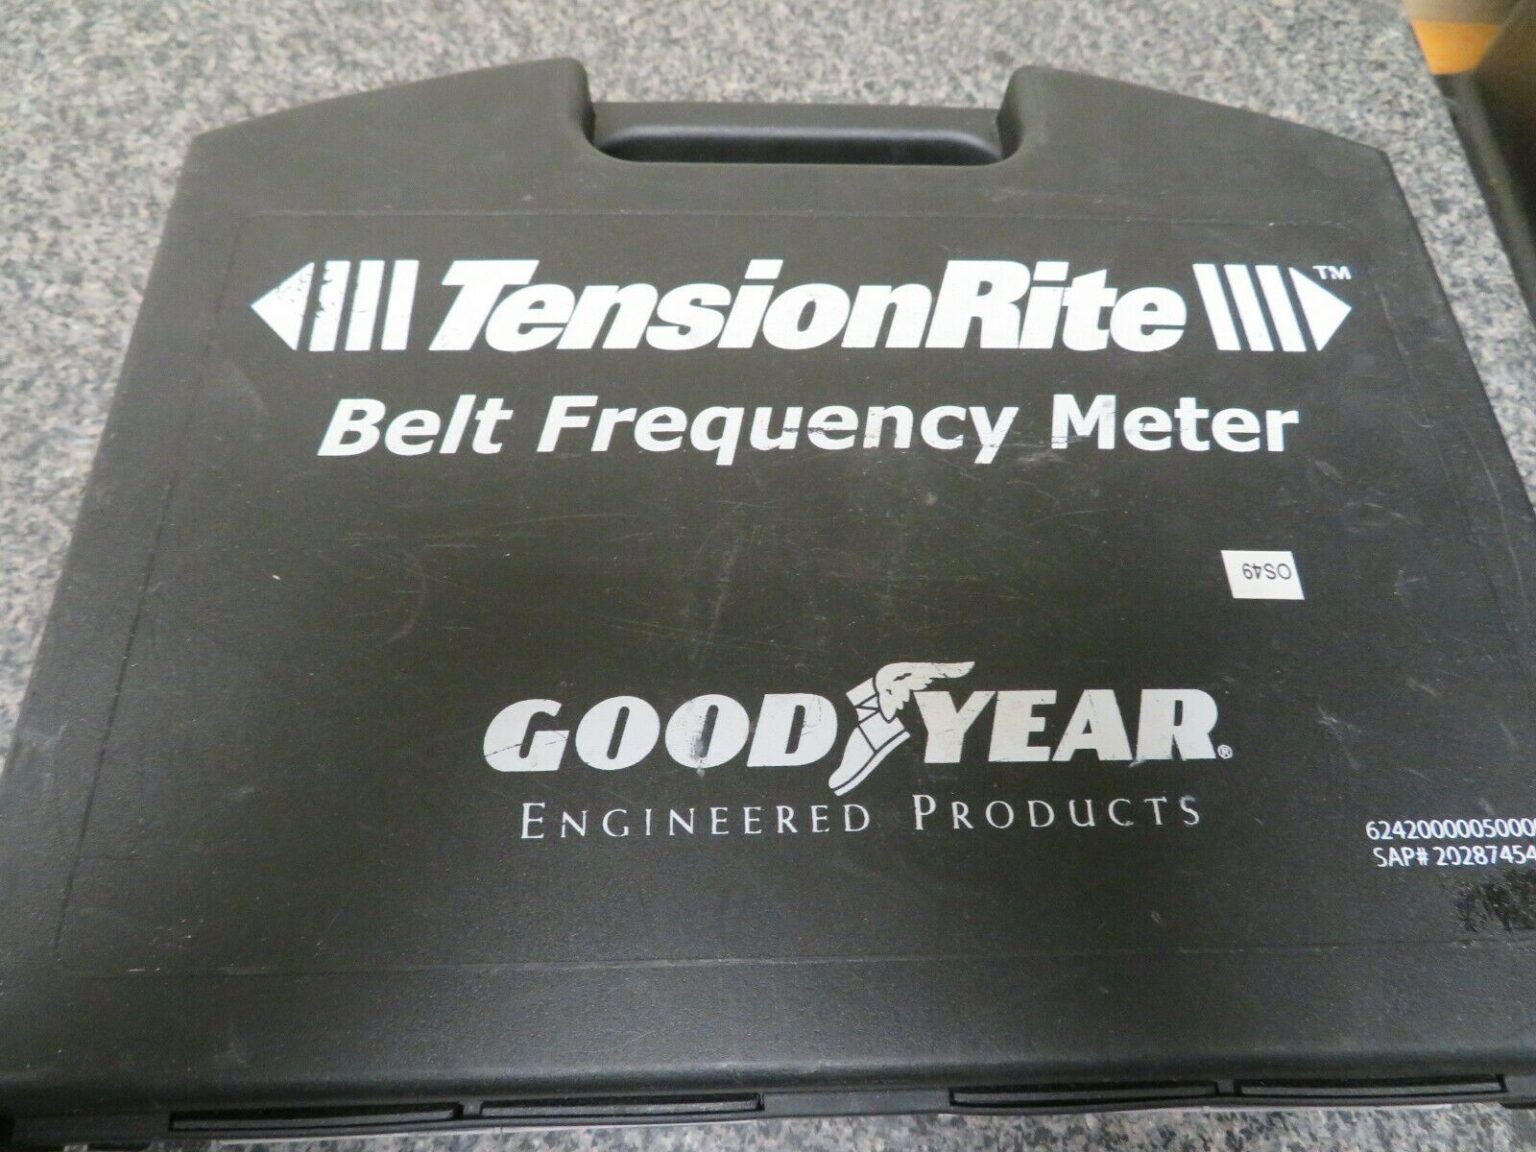 TensionRite™
Belt Frequency Meter
OS49
GOODYEAR®
ENGINEERED PRODUCTS
SAP# 20287454